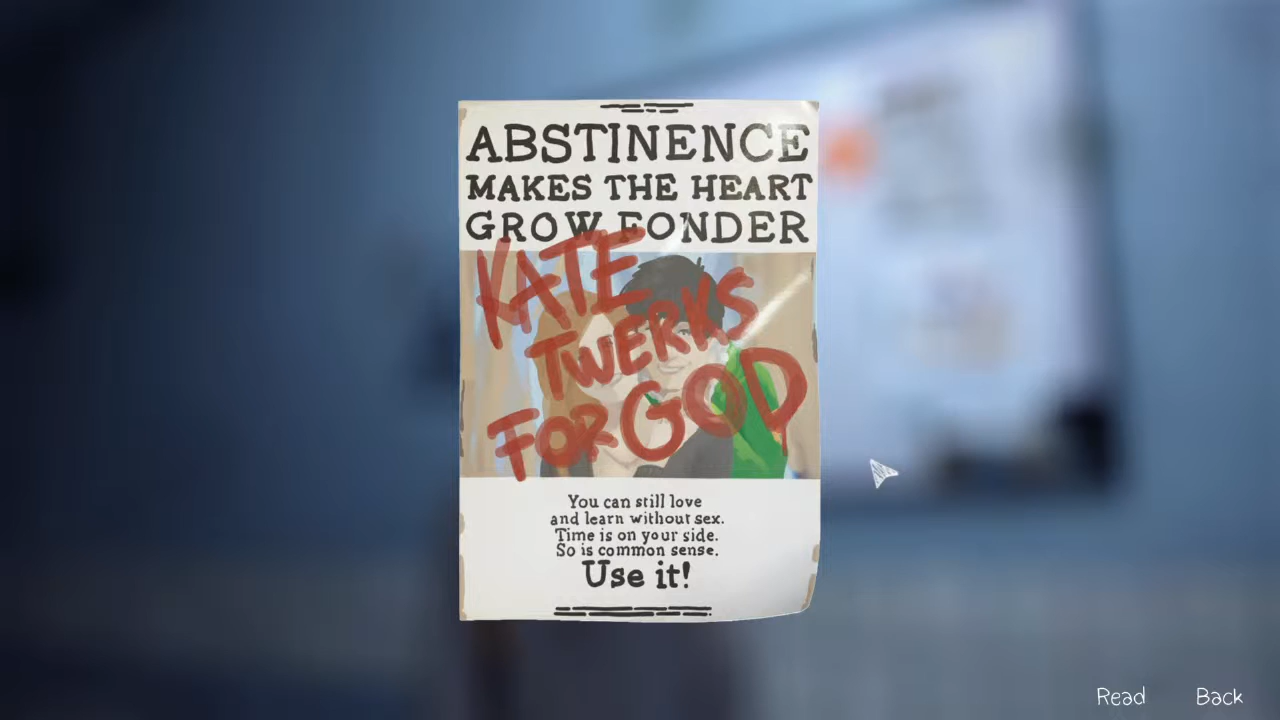 ABSTINENCE
MAKES THE HEART
GROW FONDER
KATE
TWERKS
FOR GOD
You can still love
and learn without sex.
Time is on your side.
So is common sense.
Use it!
Read Back